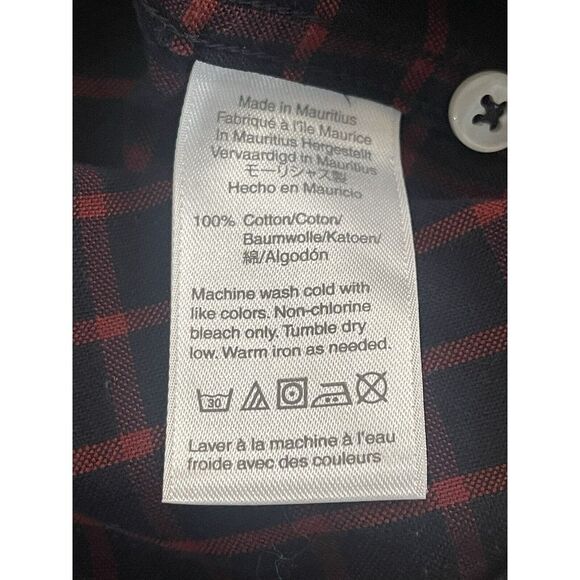 Made in Mauritius
Fabriqué à l'île Maurice
In Mauritius Hergestellt
Vervaardigd in Mauritius
モーリシャス製
Hecho en Mauricio
100% Cotton/Coton/
Baumwolle/Katoen/
綿/Algodón
Machine wash cold with
like colors. Non-chlorine
bleach only. Tumble dry
low. Warm iron as needed.
30
Laver à la machine à l'eau
froide avec des couleurs